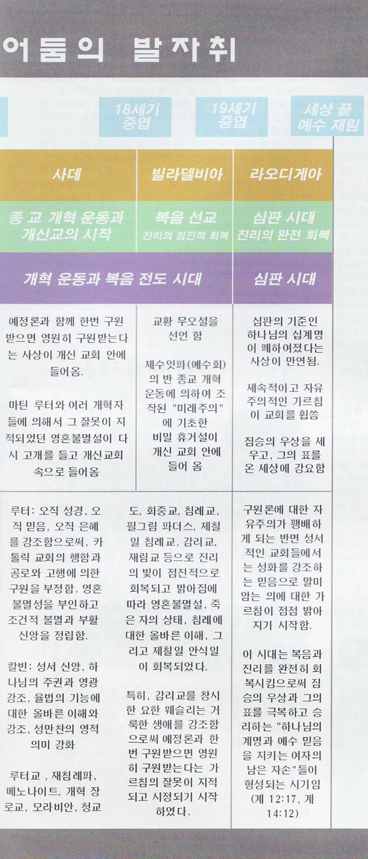 어둠의 발자취
18세기
중엽
19세기
중엽
세상 끝
예수 재림
사데
빌라델비아
라오디게아
종교 개혁 운동과
개신교의 시작
복음 선교
진리의 점진적 회복
심판 시대
진리의 완전 회복
개혁 운동과 복음 전도 시대
심판 시대
예정론과 함께 한번 구원
받으면 영원히 구원받는다
는 사상이 개신 교회 안에
들어옴.
마틴 루터와 여러 개혁자
들에 의해서 그 잘못이 지
적되었던 영혼불멸설이 다
시 고개를 들고 개신교회
속으로 들어옴
교황 무오설을
선언 함
제수잇파(예수회)
의 반 종교 개혁
운동에 의하여 조
작된 "미래주의"
에 기초한
비밀 휴거설이
개신 교회 안에
들어 옴
심판의 기준인
하나님의 십계명
이 폐하여졌다는
사상이 만연됨.
세속적이고 자유
주의적인 가르침
이 교회를 휩씀
짐승의 우상을 세
우고, 그의 표를
온 세상에 강요함
루터: 오직 성경, 오
직 믿음, 오직 은혜
를 강조함으로써, 카
톨릭 교회의 행함과
공로와 고행에 의한
구원을 부정함. 영혼
불멸성을 부인하고
조건적 불멸과 부활
신앙을 정립함.
칼빈: 성서 신앙, 하
나님의 주권과 영광
강조, 율법의 기능에
대한 올바른 이해와
강조, 성만찬의 영적
의미 강화
루터교, 재침례파,
메노나이트, 개혁 장
로교, 모라비안, 청교
도, 회중교, 침례교,
필그림 파더스, 제칠
일 침례교, 감리교,
재림교 등으로 진리
의 빛이 점진적으로
회복되고 밝아짐에
따라 영혼불멸설, 죽
은 자의 상태, 침례에
대한 올바른 이해, 그
리고 제칠일 안식일
이 회복되었다.
특히, 감리교를 창시
한 요한 웨슬리는 거
룩한 생애를 강조함
으로써 예정론과 한
번 구원받으면 영원
히 구원받는다는 가
르침의 잘못이 지적
되고 시정되기 시작
하였다.
구원론에 대한 자
유주의가 팽배하
게 되는 반면 성서
적인 교회들에서
는 성화를 강조하
는 믿음으로 말미
암는 의에 대한 가
르침이 점점 밝아
지기 시작함.
이 시대는 복음과
진리를 완전히 회
복시킴으로써 짐
승의 우상과 그의
표를 극복하고 승
리하는 "하나님의
계명과 예수 믿음
을 지키는 여자의
남은 자손"들이
형성되는 시기임
(계 12:17, 계
14:12)